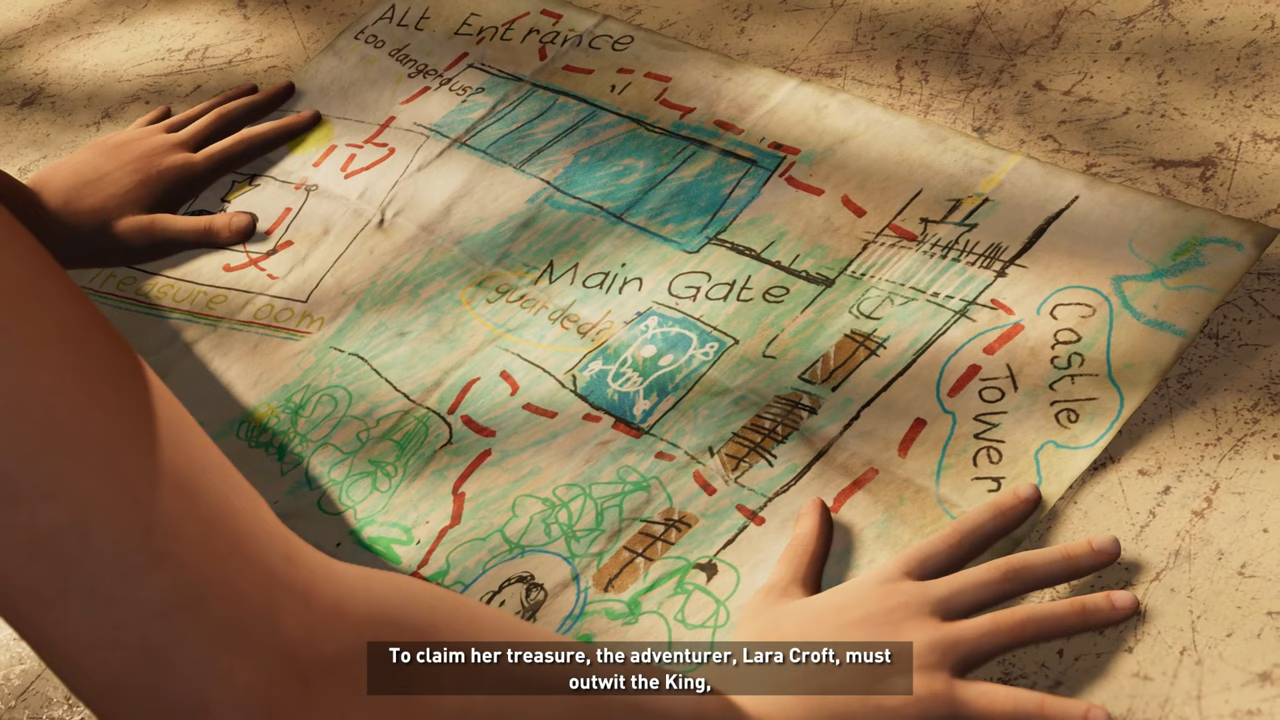 ALt Entrance
too dangerous?
Main Gate
(guarded)
Treasure room
Castle
Tower
To claim her treasure, the adventurer, Lara Croft, must
outwit the King,